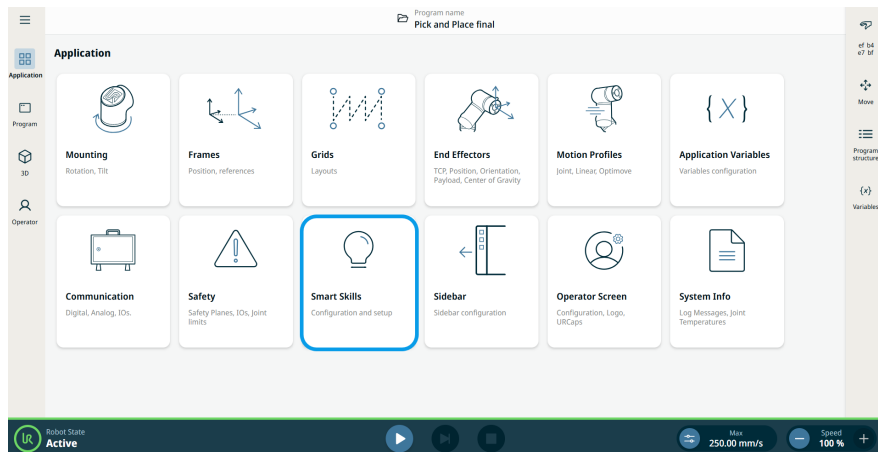 Program name
Pick and Place final
ef b4
e7 bf
Application
Application
Program
3D
Operator
Move
Program
structure
{x}
Variables
Mounting
Rotation, Tilt
Frames
Position, references
Grids
Layouts
End Effectors
TCP, Position, Orientation,
Payload, Center of Gravity
Motion Profiles
Joint, Linear, Optimove
{ X }
Application Variables
Variables configuration
Communication
Digital, Analog, IOs.
Safety
Safety Planes, IOs, Joint
limits
Smart Skills
Configuration and setup
Sidebar
Sidebar configuration
Operator Screen
Configuration, Logo,
URCaps
System Info
Log Messages, Joint
Temperatures
UR
Robot State
Active
Max
250.00 mm/s
Speed
100 %